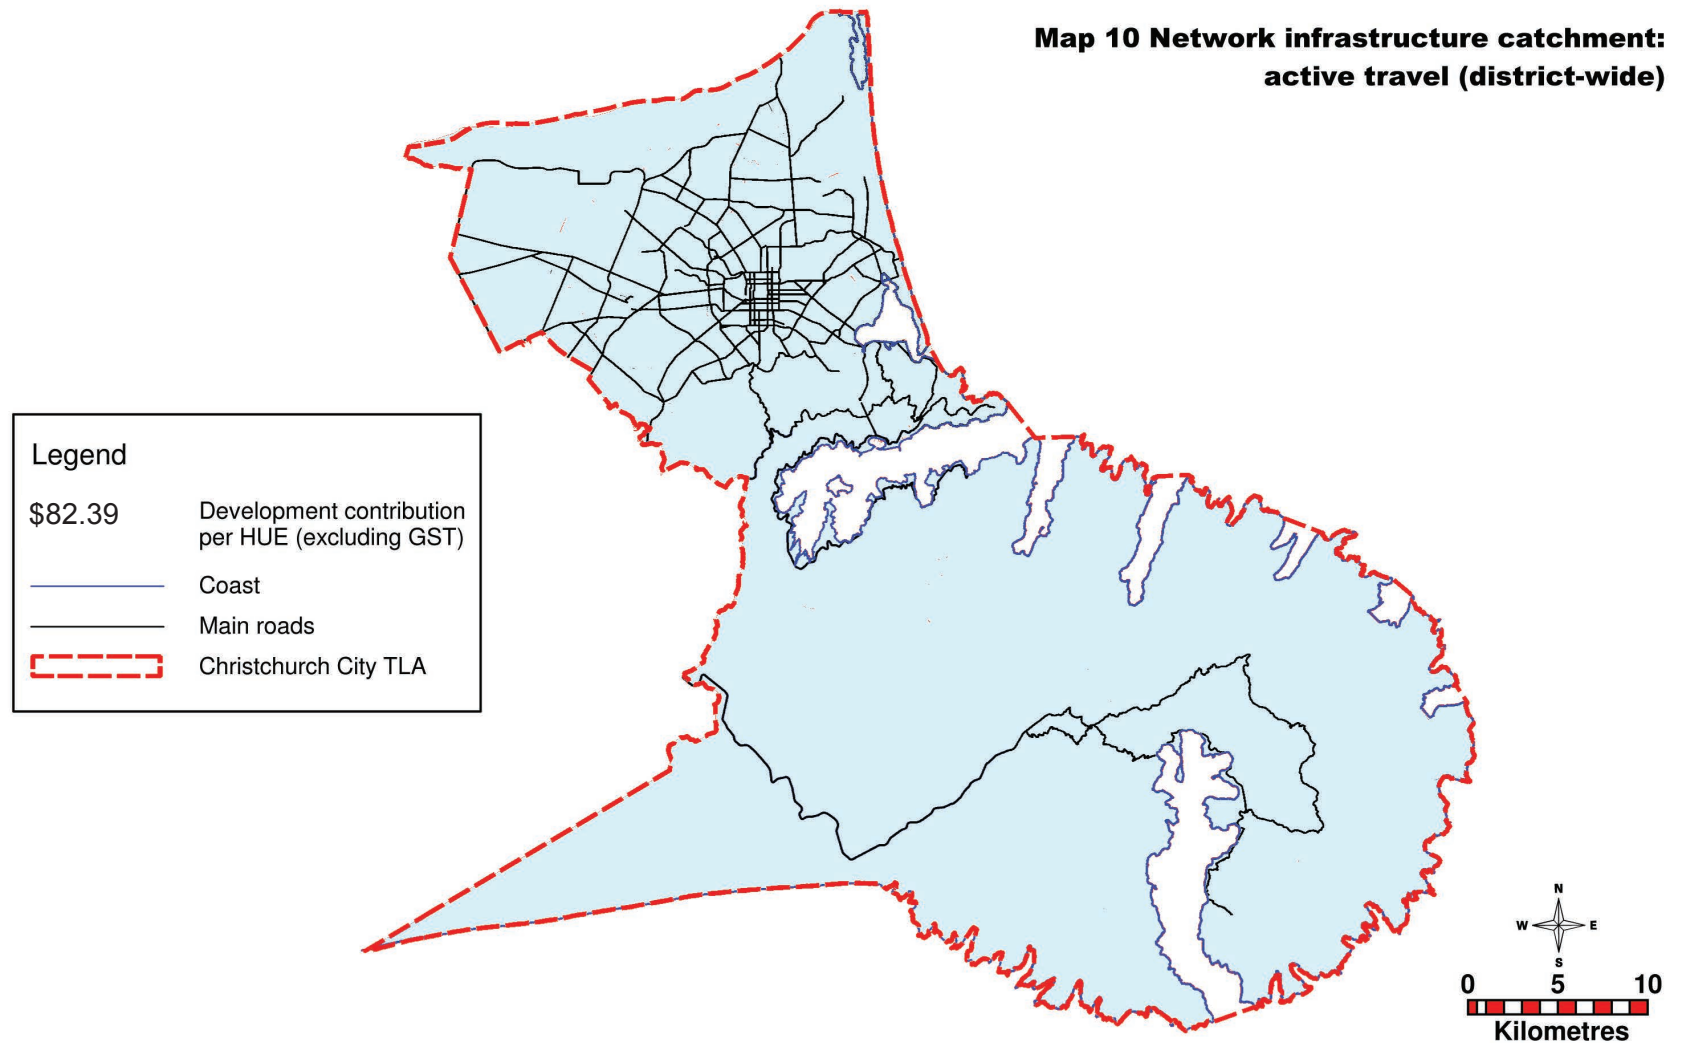 Map 10 Network infrastructure catchment:
active travel (district-wide)
Legend
$82.39
Development contribution
per HUE (excluding GST)
Coast
Main roads
Christchurch City TLA
N
W
E
S
0 5 10
Kilometres